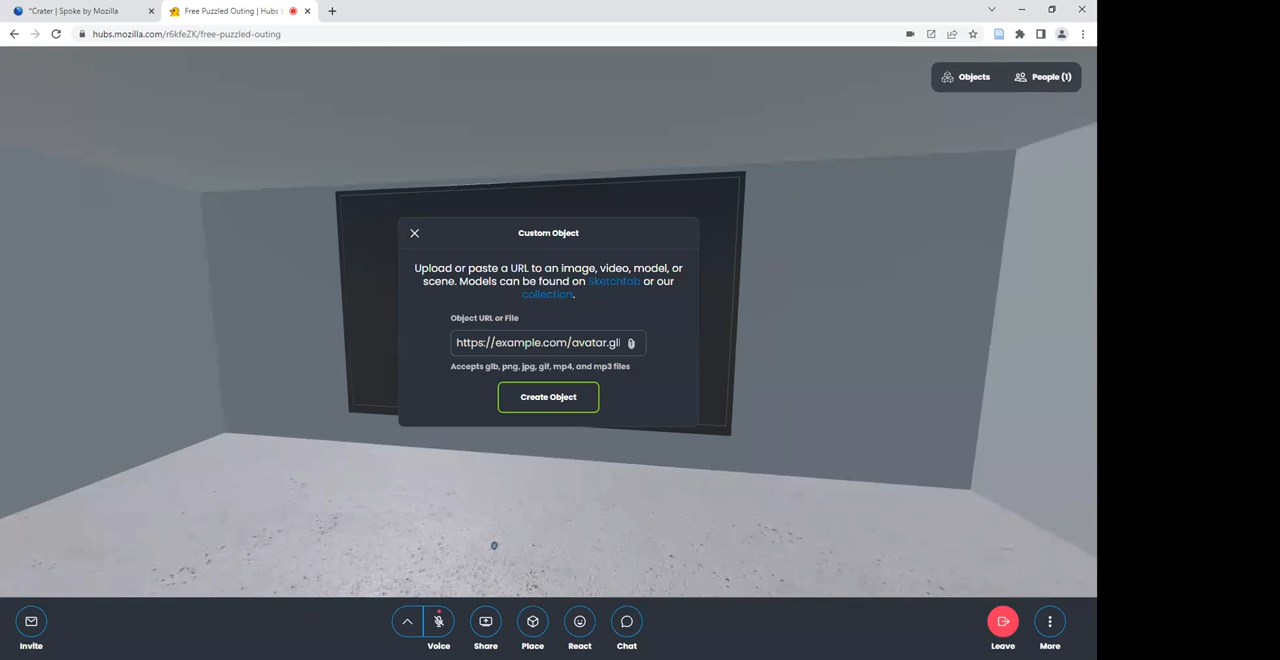 *Crater | Spoke by Mozilla
Free Puzzled Outing | Hubs
hubs.mozilla.com/r6kfeZK/free-puzzled-outing
Objects
People (1)
Custom Object
Upload or paste a URL to an image, video, model, or
scene. Models can be found on Sketchfab or our
collection.
Object URL or File
https://example.com/avatar.gl
Accepts glb, png, jpg, gif, mp4, and mp3 files
Create Object
Invite
Voice
Share
Place
React
Chat
Leave
More